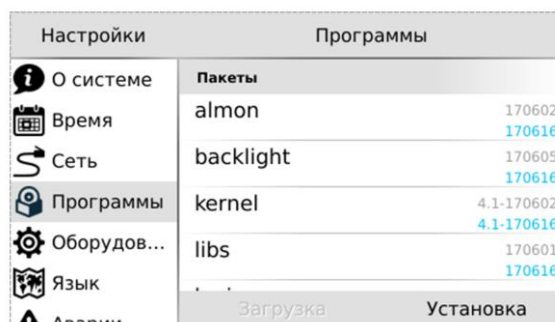 Настройки
Программы
О системе
Время
Сеть
Программы
Оборудов...
Язык
Пакеты
almon
170602
170616
backlight
170605
170616
kernel
4.1-170602
4.1-170616
libs
170601
170616
Загрузка
Установка